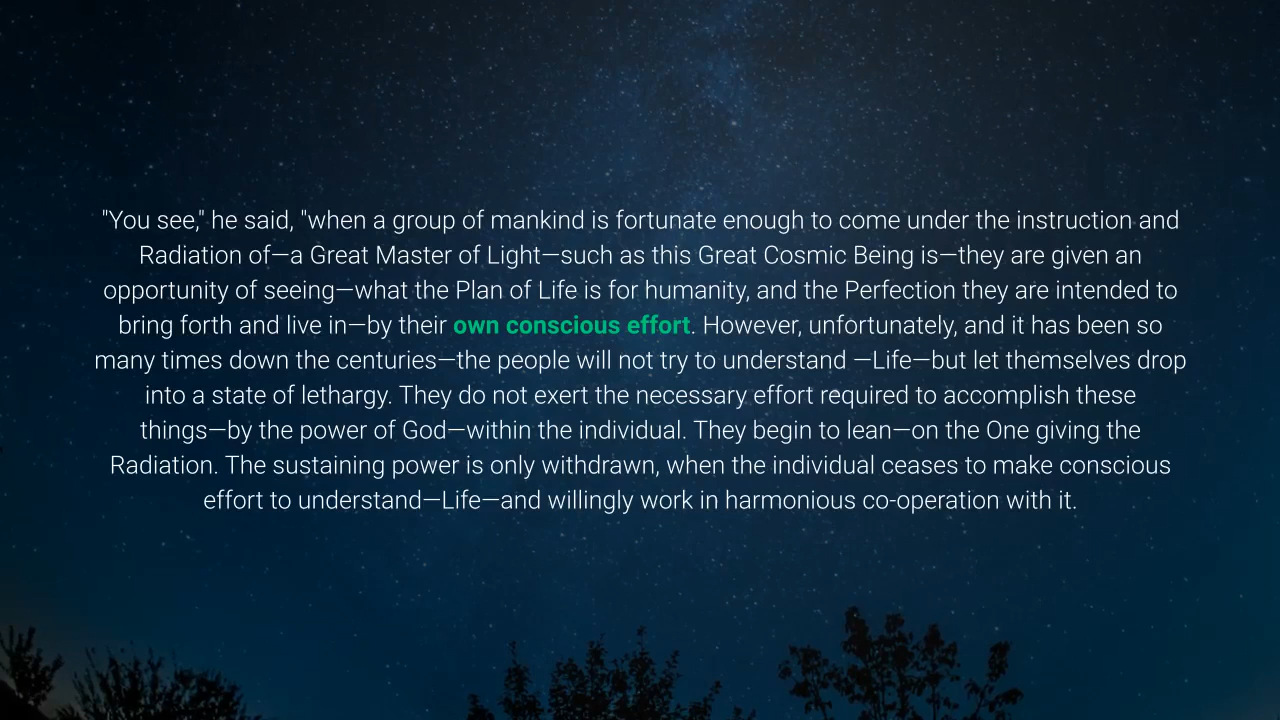 "You see," he said, "when a group of mankind is fortunate enough to come under the instruction and
Radiation of—a Great Master of Light—such as this Great Cosmic Being is—they are given an
opportunity of seeing—what the Plan of Life is for humanity, and the Perfection they are intended to
bring forth and live in—by their own conscious effort. However, unfortunately, and it has been so
many times down the centuries—the people will not try to understand —Life—but let themselves drop
into a state of lethargy. They do not exert the necessary effort required to accomplish these
things—by the power of God—within the individual. They begin to lean—on the One giving the
Radiation. The sustaining power is only withdrawn, when the individual ceases to make conscious
effort to understand—Life—and willingly work in harmonious co-operation with it.